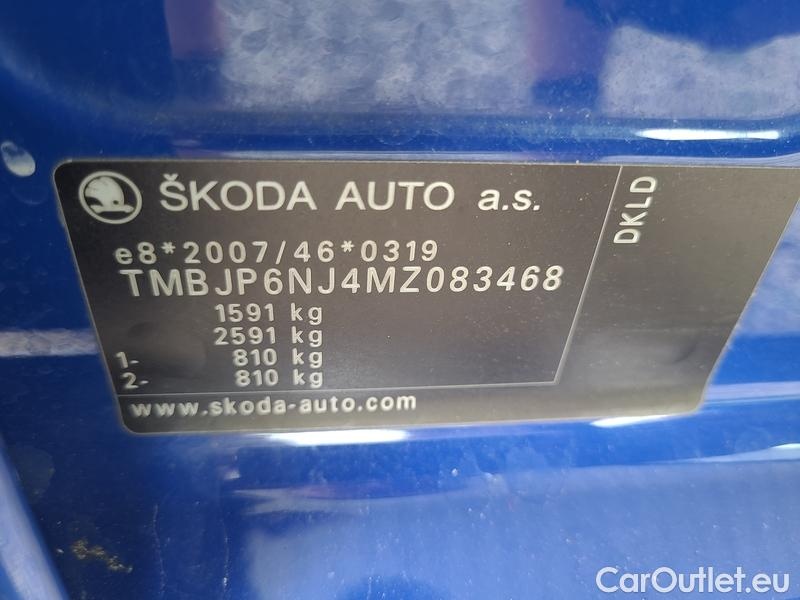 ŠKODA AUTO a.s.
e8*2007/46*0319
TMBJP6NJ4MZ083468
1591 kg
2591 kg
1- 810 kg
2- 810 kg
www.skoda-auto.com
DKLD
CarOutlet.eu